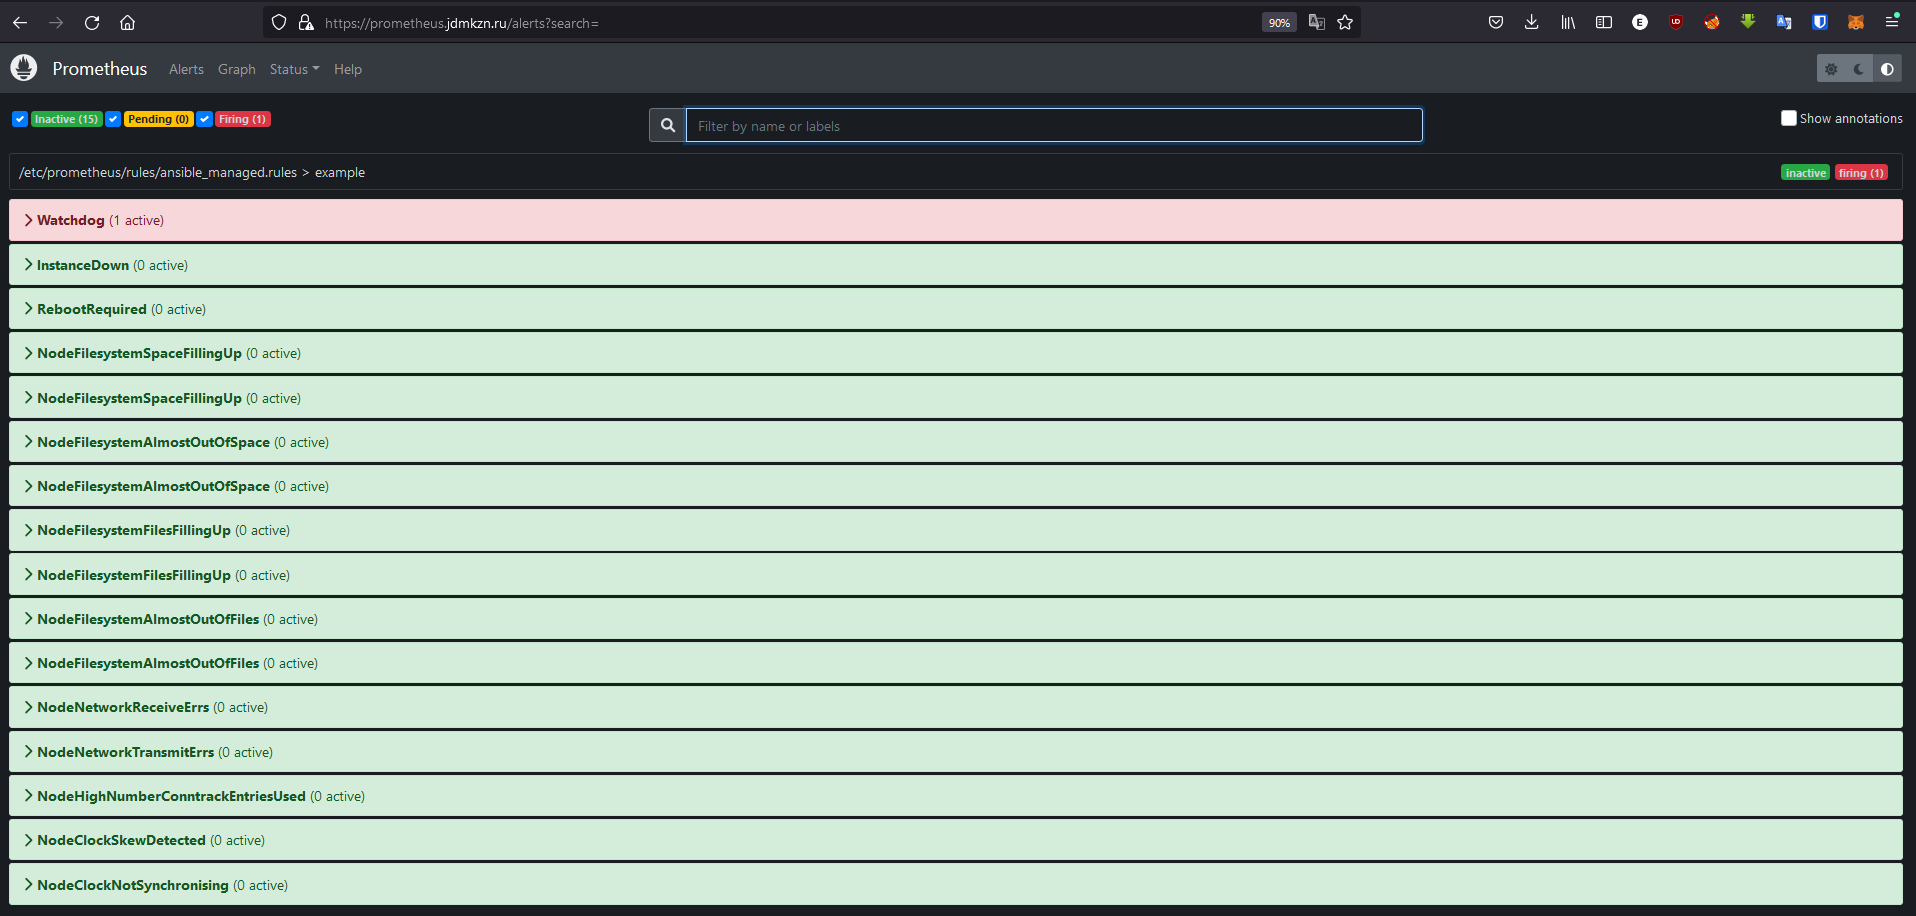 https://prometheus.jdmkzn.ru/alerts?search=
90%
Prometheus Alerts Graph Status Help
Inactive (15) Pending (0) Firing (1)
Filter by name or labels
Show annotations
/etc/prometheus/rules/ansible_managed.rules > example
inactive firing (1)
Watchdog (1 active)
InstanceDown (0 active)
RebootRequired (0 active)
NodeFilesystemSpaceFillingUp (0 active)
NodeFilesystemSpaceFillingUp (0 active)
NodeFilesystemAlmostOutOfSpace (0 active)
NodeFilesystemAlmostOutOfSpace (0 active)
NodeFilesystemFilesFillingUp (0 active)
NodeFilesystemFilesFillingUp (0 active)
NodeFilesystemAlmostOutOfFiles (0 active)
NodeFilesystemAlmostOutOfFiles (0 active)
NodeNetworkReceiveErrs (0 active)
NodeNetworkTransmitErrs (0 active)
NodeHighNumberConntrackEntriesUsed (0 active)
NodeClockSkewDetected (0 active)
NodeClockNotSynchronising (0 active)